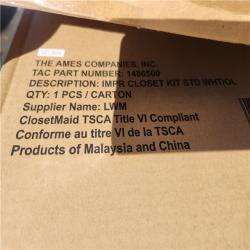 THE AMES COMPANIES, INC.
TAC PART NUMBER: 1486500
DESCRIPTION: IMPR CLOSET KIT STD WHT/OL
QTY: 1 PCS / CARTON
Supplier Name: LWM
ClosetMaid TSCA Title VI Compliant
Conforme au titre VI de la TSCA
Products of Malaysia and China